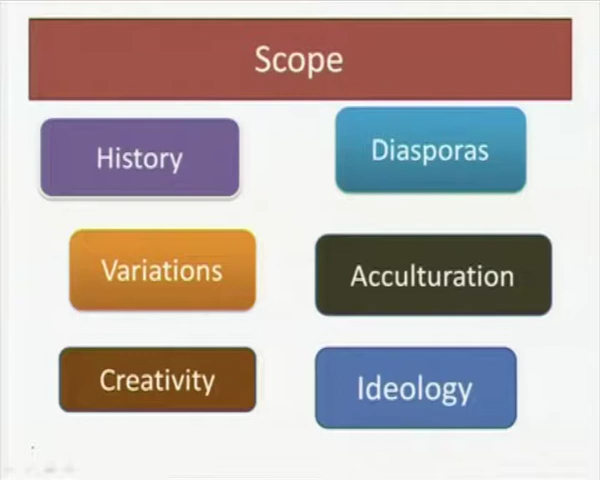 Scope
History
Diasporas
Variations
Acculturation
Creativity
Ideology